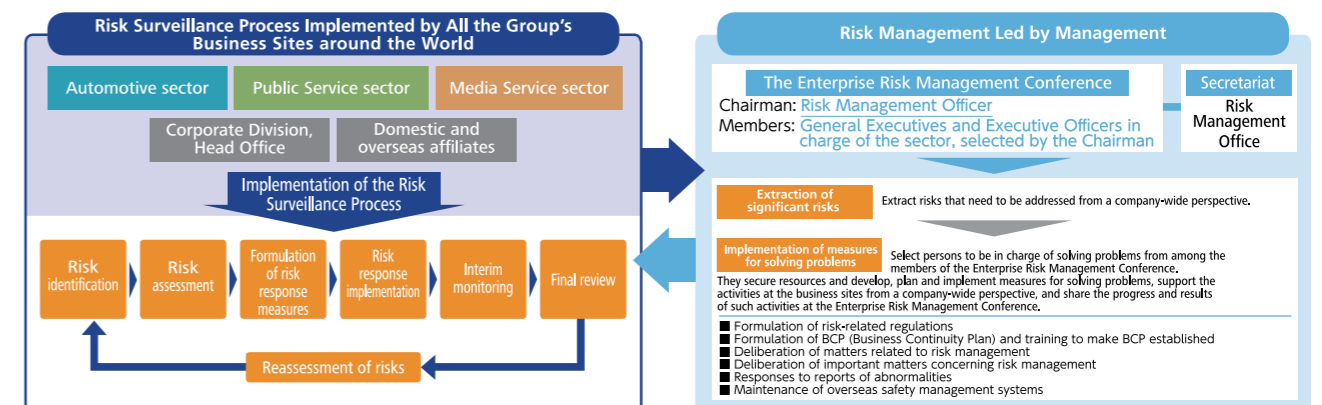 Risk Surveillance Process Implemented by All the Group's
Business Sites around the World
Automotive sector
Public Service sector
Media Service sector
Corporate Division,
Head Office
Domestic and
overseas affiliates
Implementation of the Risk
Surveillance Process
Risk
identification
Risk
assessment
Formulation
of risk
response
measures
Risk
response
implementation
Interim
monitoring
Final review
Reassessment of risks
Risk Management Led by Management
The Enterprise Risk Management Conference
Chairman: Risk Management Officer
Members: General Executives and Executive Officers in
charge of the sector, selected by the Chairman
Secretariat
Risk
Management
Office
Extraction of
significant risks
Extract risks that need to be addressed from a company-wide perspective.
Implementation of measures
for solving problems
Select persons to be in charge of solving problems from among the
members of the Enterprise Risk Management Conference.
They secure resources and develop, plan and implement measures for solving problems, support the
activities at the business sites from a company-wide perspective, and share the progress and results
of such activities at the Enterprise Risk Management Conference.
■ Formulation of risk-related regulations
■ Formulation of BCP (Business Continuity Plan) and training to make BCP established
■ Deliberation of matters related to risk management
■ Deliberation of important matters concerning risk management
■ Responses to reports of abnormalities
■ Maintenance of overseas safety management systems